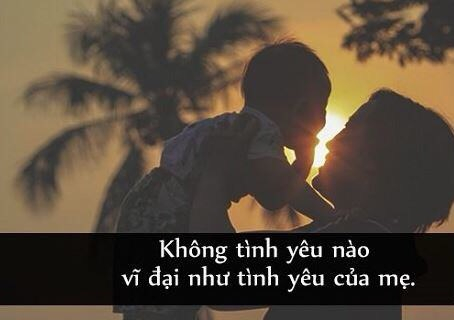 Không tình yêu nào
vĩ đại như tình yêu của mẹ.